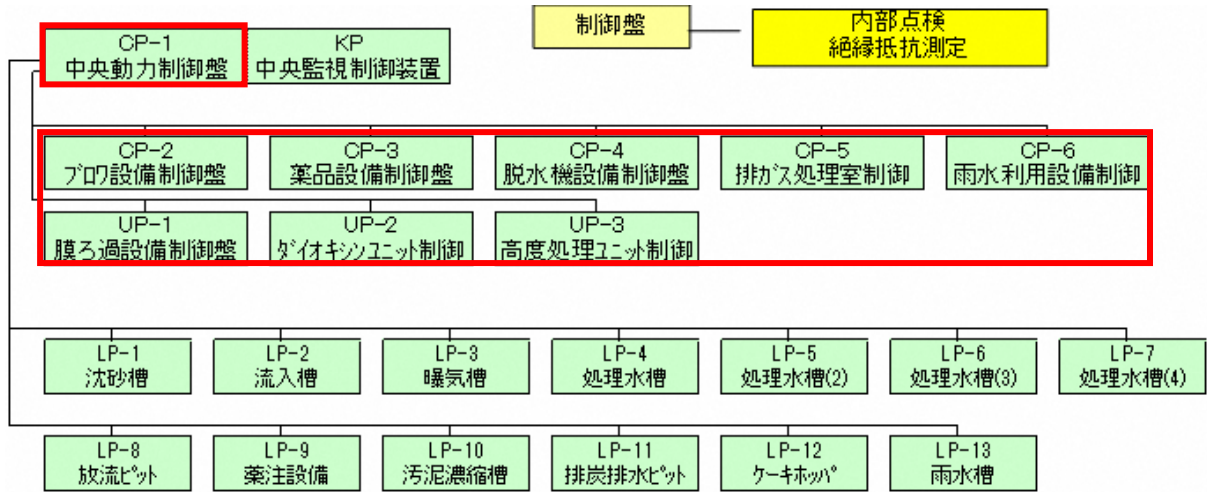 制御盤
内部点検
絶縁抵抗測定
CP-1
中央動力制御盤
KP
中央監視制御装置
CP-2
ﾌﾞﾛﾜ設備制御盤
CP-3
薬品設備制御盤
CP-4
脱水機設備制御盤
CP-5
排ｶﾞｽ処理室制御
CP-6
雨水利用設備制御
UP-1
膜ろ過設備制御盤
UP-2
ﾀﾞｲｵｷｼﾝﾕﾆｯﾄ制御
UP-3
高度処理ﾕﾆｯﾄ制御
LP-1
沈砂槽
LP-2
流入槽
LP-3
曝気槽
LP-4
処理水槽
LP-5
処理水槽(2)
LP-6
処理水槽(3)
LP-7
処理水槽(4)
LP-8
放流ﾋﾟｯﾄ
LP-9
薬注設備
LP-10
汚泥濃縮槽
LP-11
排炭排水ﾋﾟｯﾄ
LP-12
ｹｰｷﾎｯﾊﾟ
LP-13
雨水槽